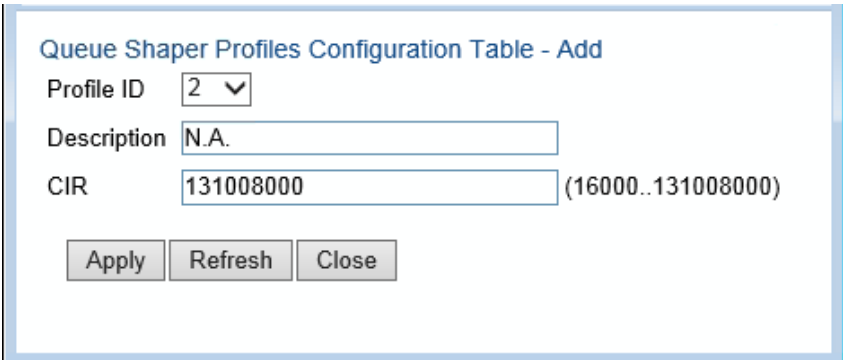 Queue Shaper Profiles Configuration Table - Add
Profile ID 2
Description N.A.
CIR 131008000 (16000..131008000)
Apply Refresh Close